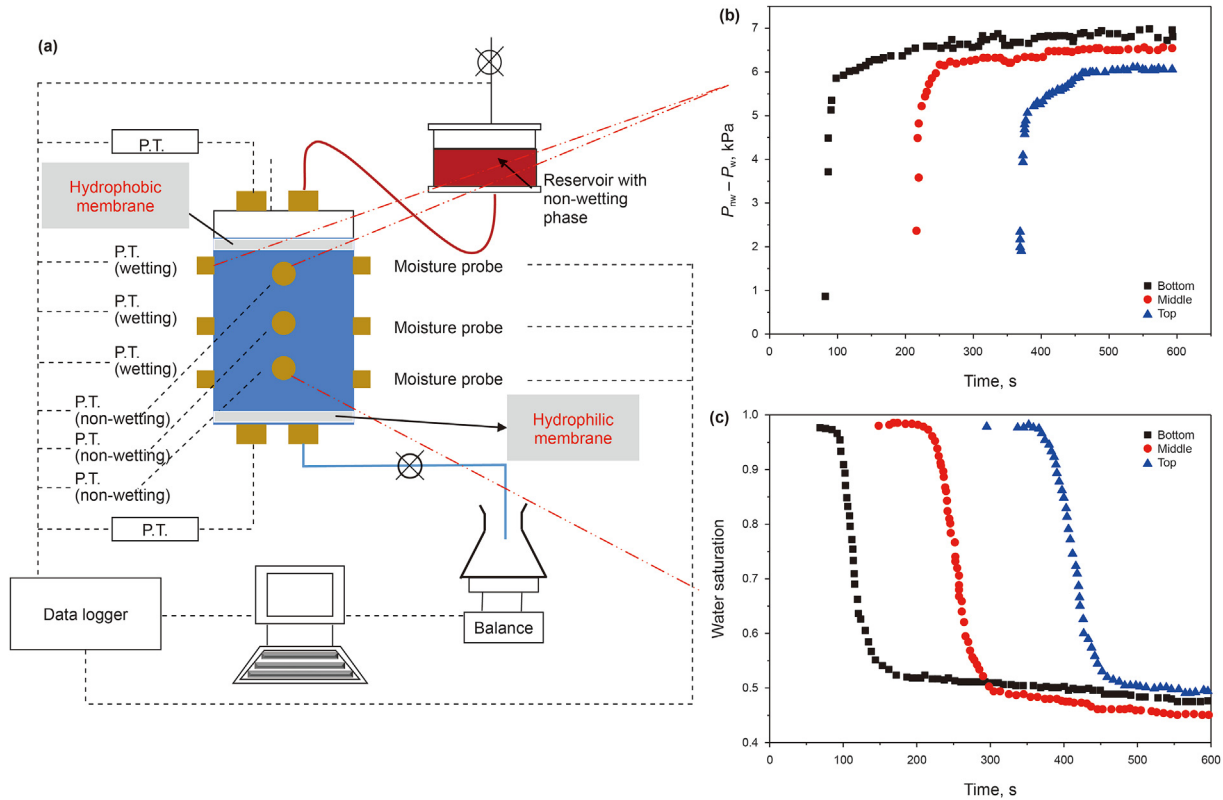 (a)
P.T.
Hydrophobic
membrane
Reservoir with
non-wetting
phase
P.T.
(wetting)
Moisture probe
P.T.
(wetting)
Moisture probe
P.T.
(wetting)
Moisture probe
P.T.
(non-wetting)
P.T.
(non-wetting)
P.T.
(non-wetting)
Hydrophilic
membrane
P.T.
Data logger
Balance
(b)
Pnw – Pw, kPa
7
6
5
4
3
2
1
0
0 100 200 300 400 500 600
Bottom
Middle
Top
Time, s
(c)
Water saturation
1.0
0.9
0.8
0.7
0.6
0.5
0.4
0 100 200 300 400 500 600
Bottom
Middle
Top
Time, s